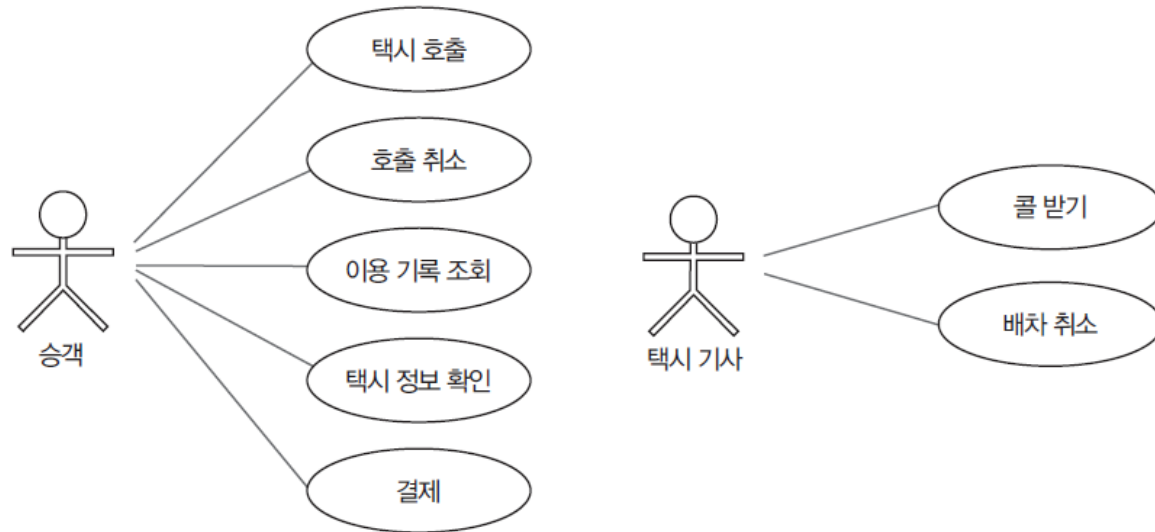 택시 호출
호출 취소
이용 기록 조회
택시 정보 확인
결제
승객
콜 받기
배차 취소
택시 기사